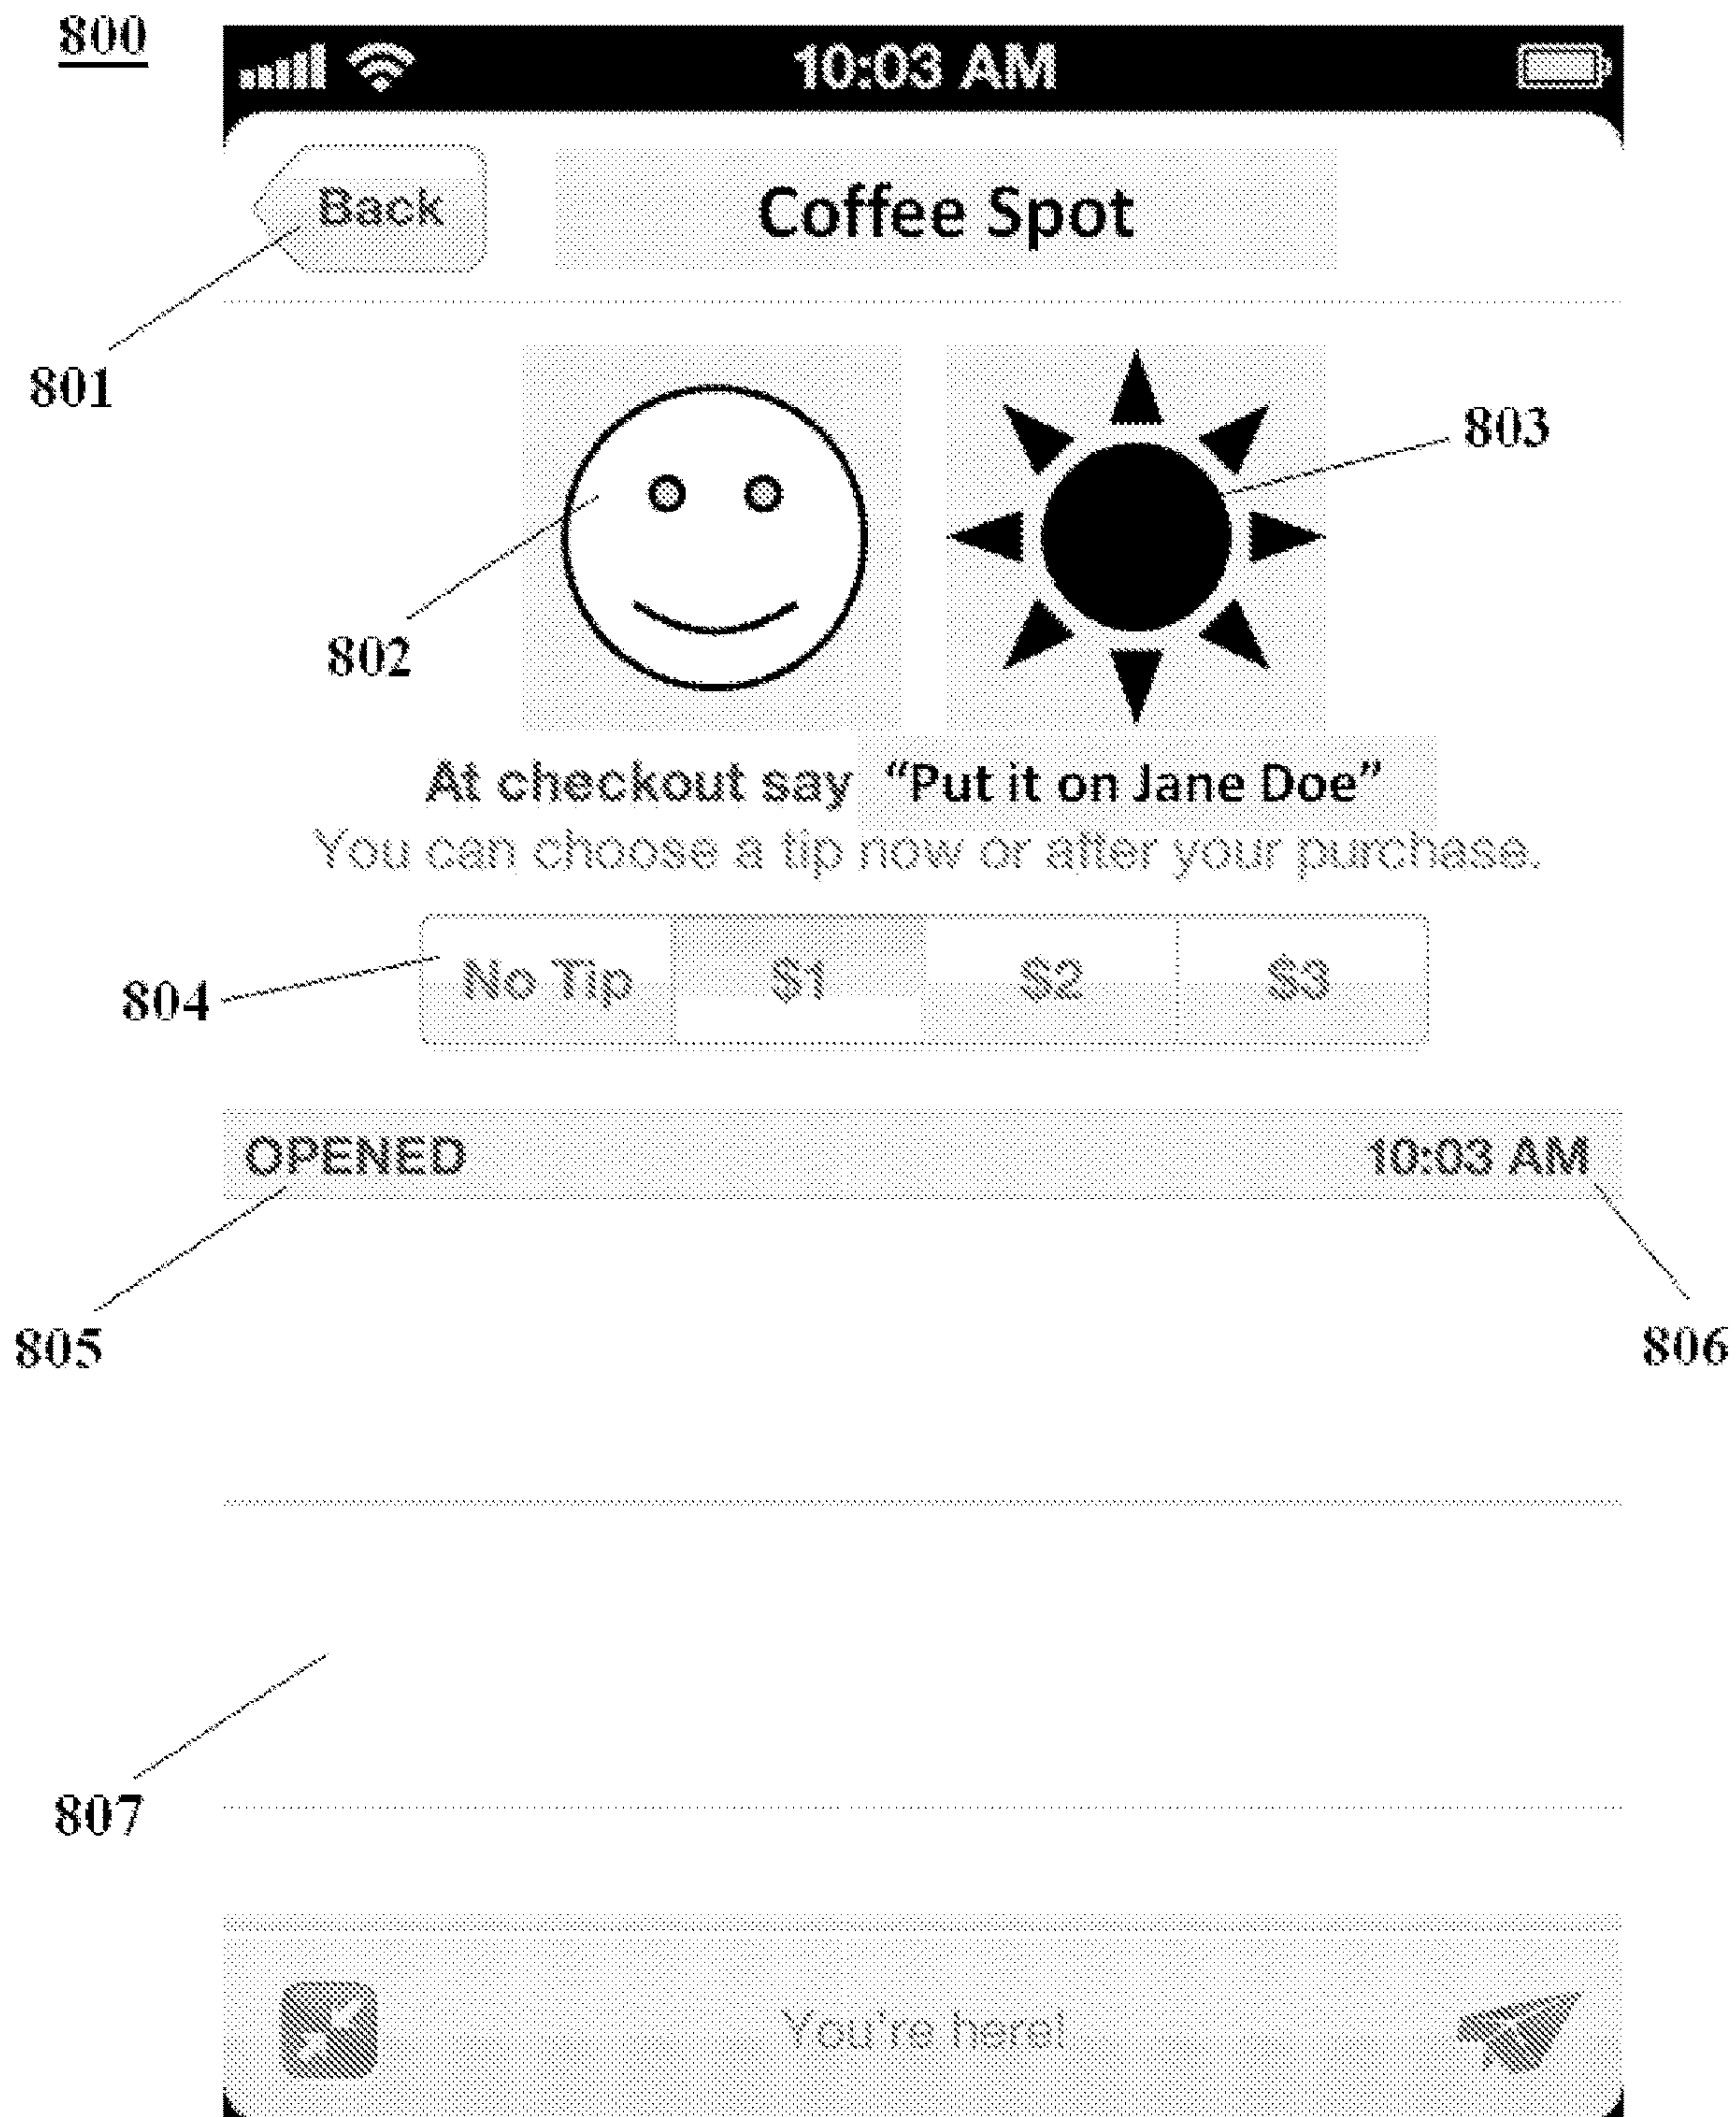 800
10:03 AM
Back
Coffee Spot
801
803
802
At checkout say “Put it on Jane Doe”
You can choose a tip now or after your purchase.
804
No Tip $1 $2 $3
OPENED 10:03 AM
805
806
807
You're here!